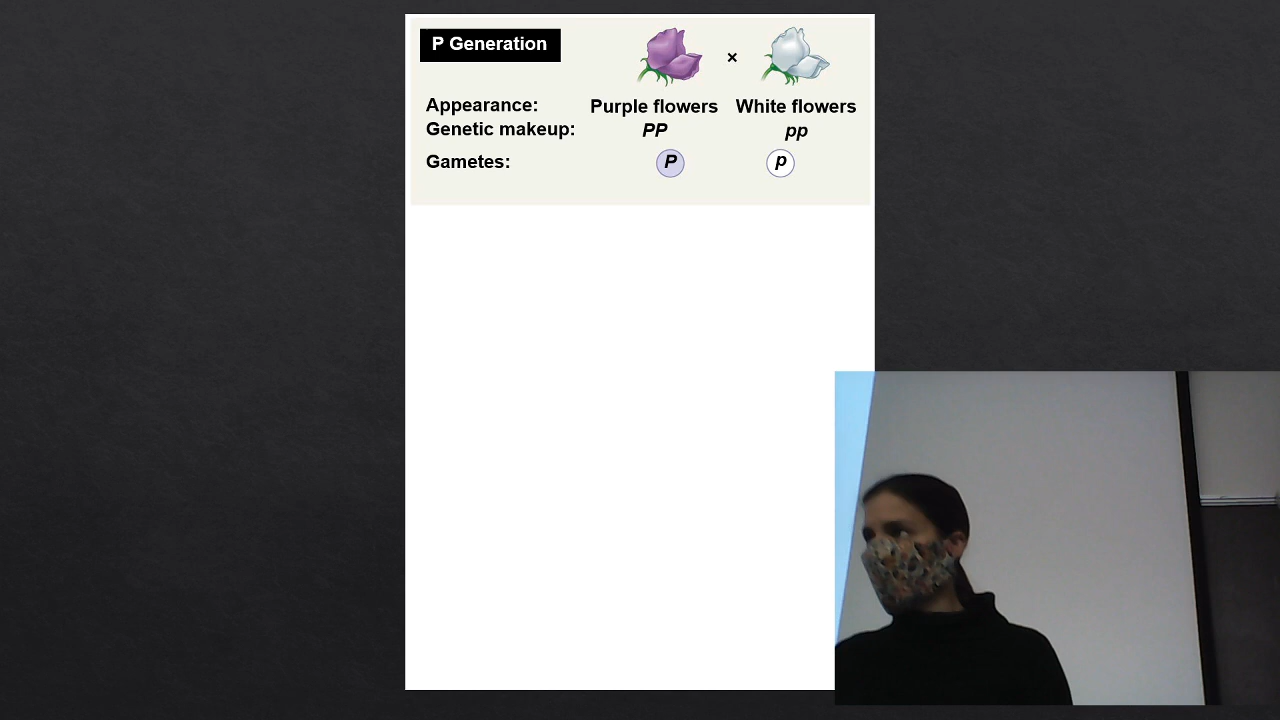 P Generation
×
Appearance: Purple flowers White flowers
Genetic makeup: PP pp
Gametes: P p